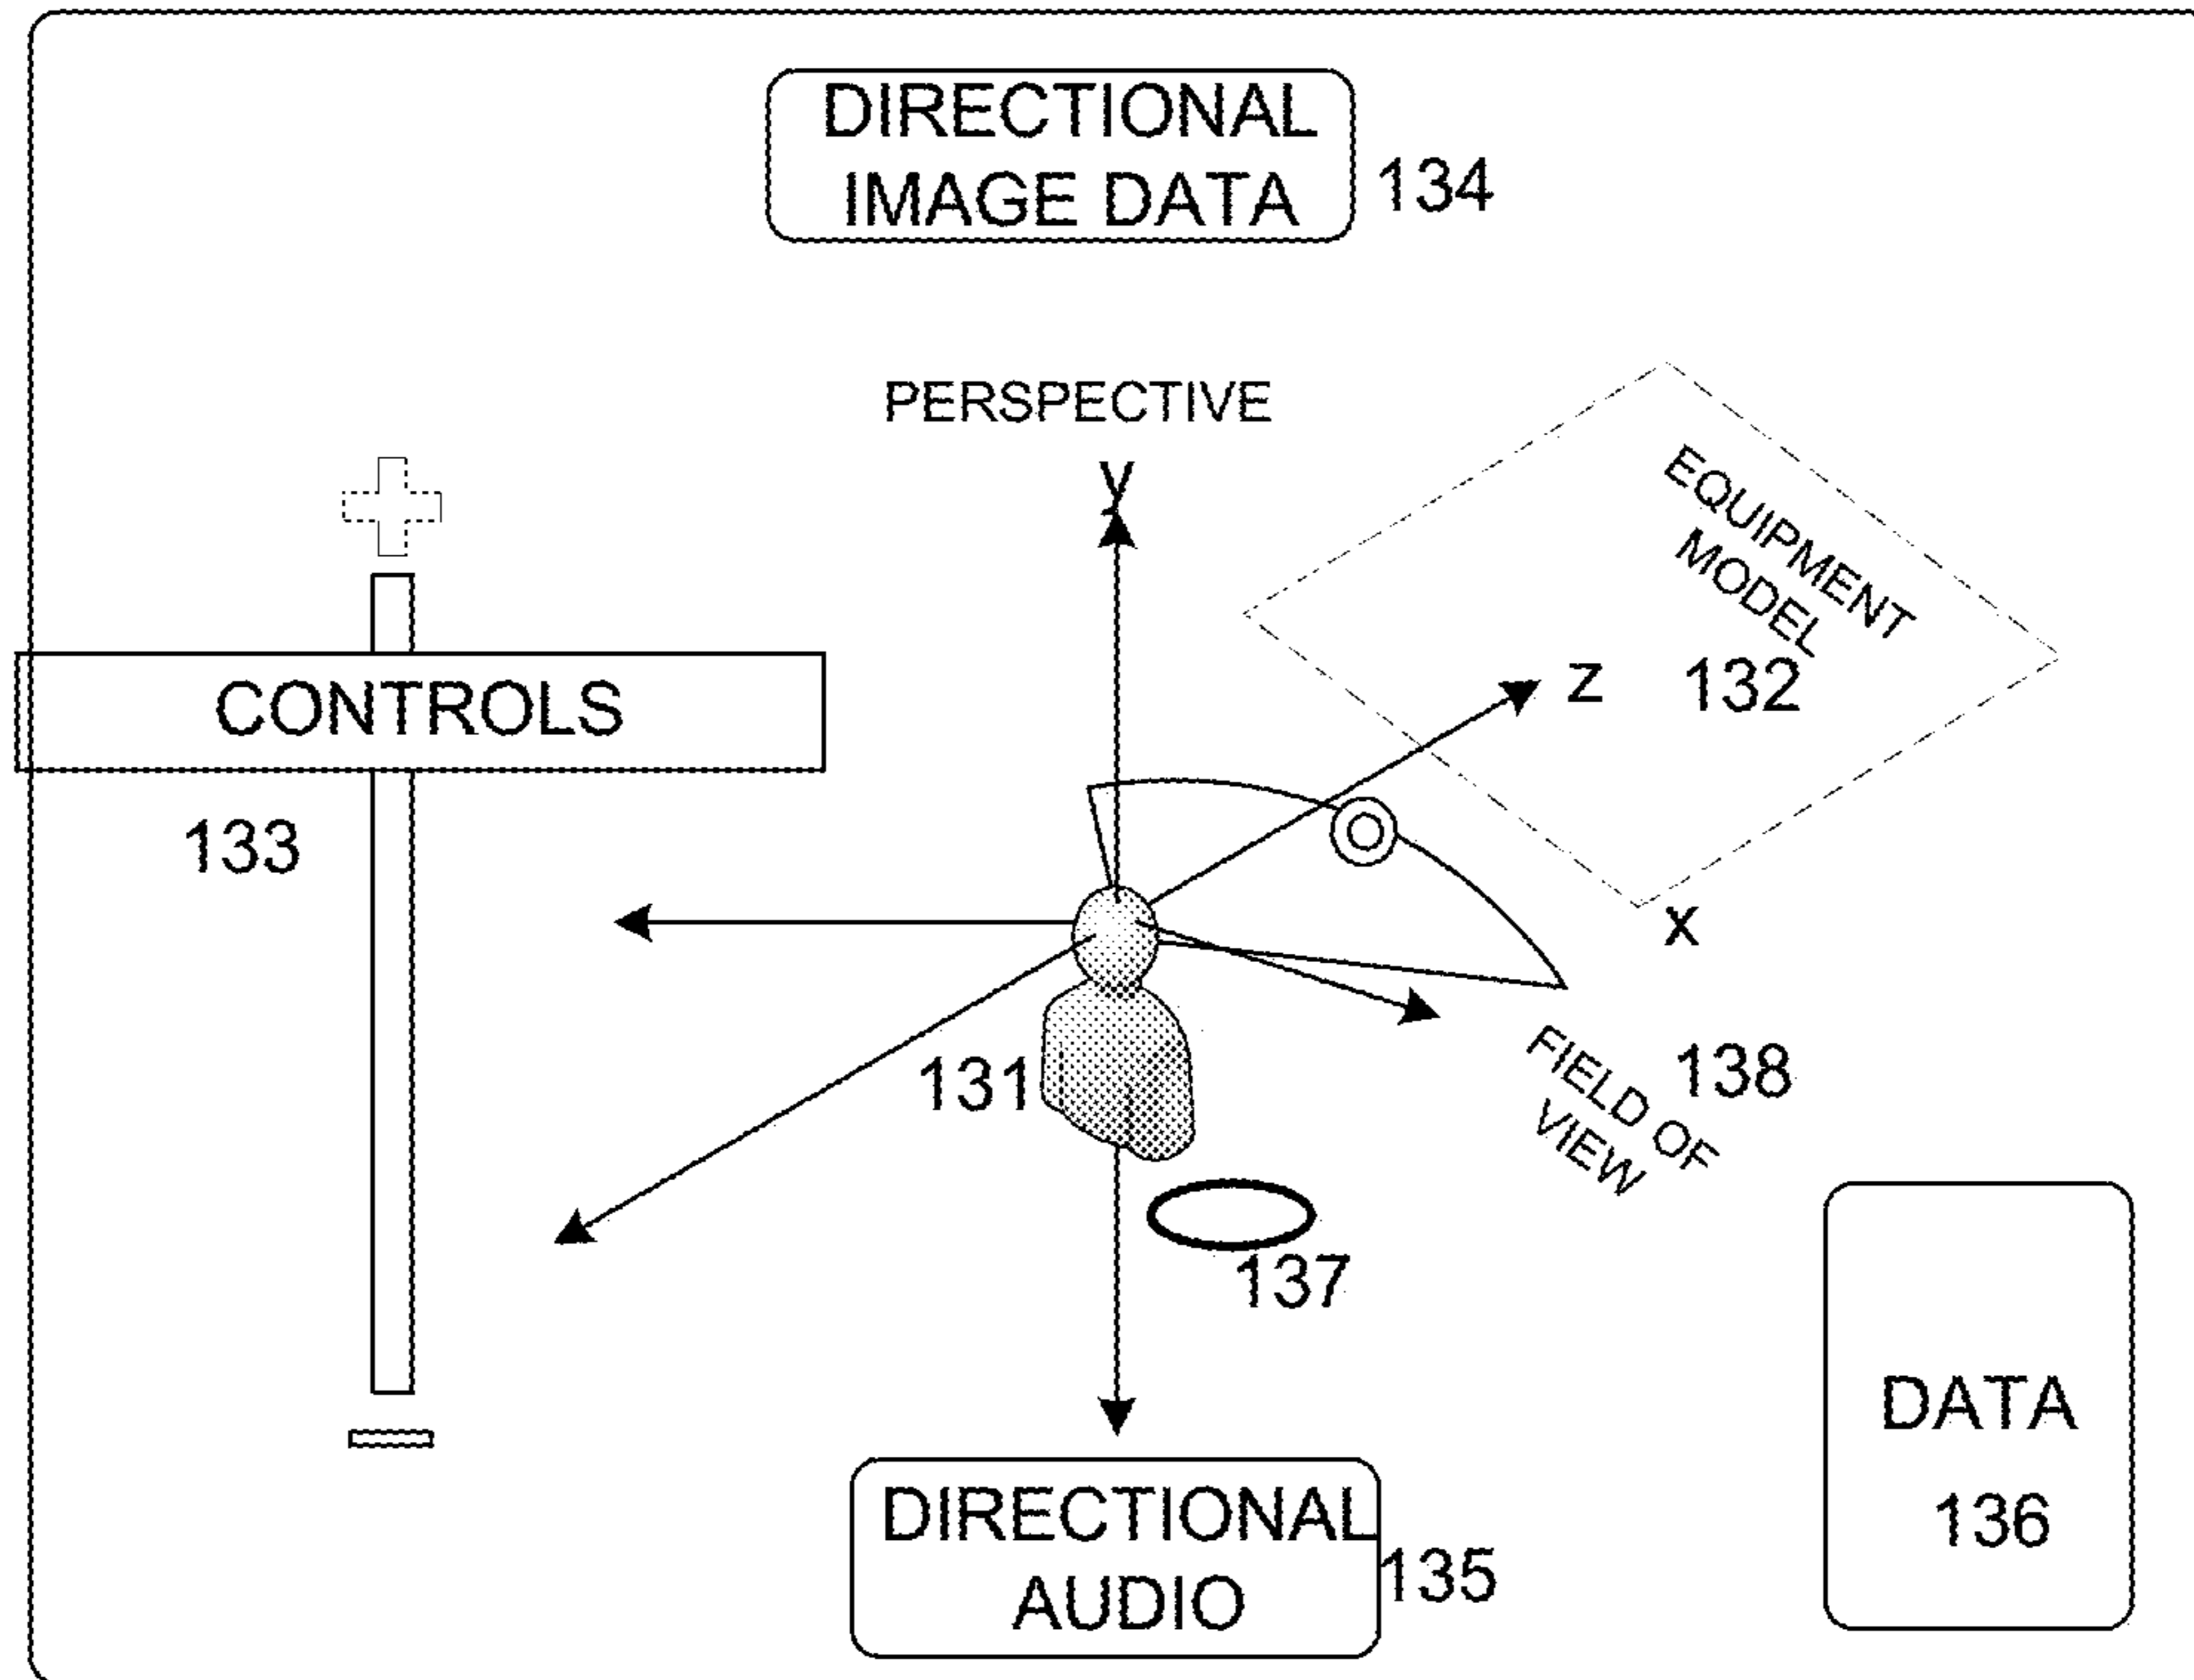 DIRECTIONAL
IMAGE DATA
134
PERSPECTIVE
y
EQUIPMENT
MODEL
132
z
CONTROLS
133
x
131
138
FIELD OF
VIEW
137
DIRECTIONAL
AUDIO
135
DATA
136